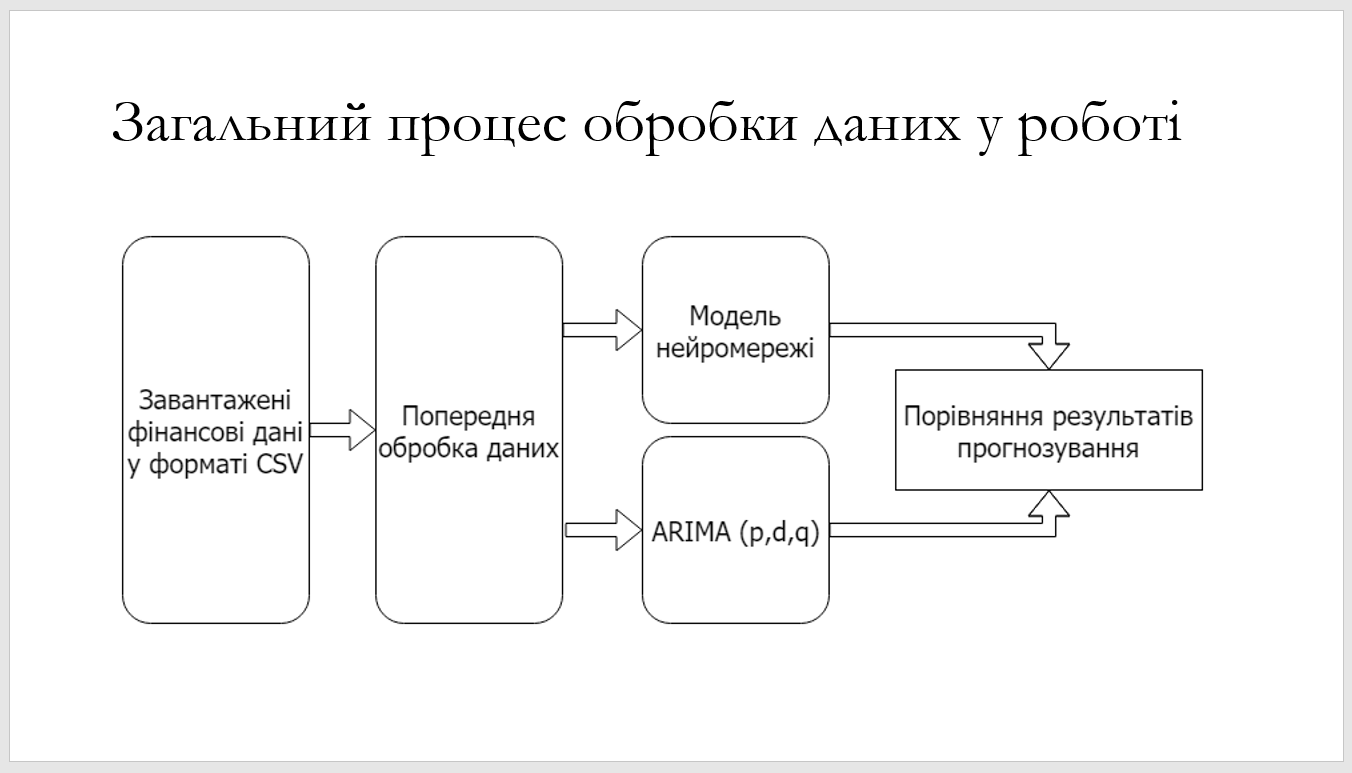 Загальний процес обробки даних у роботі
Завантажені
фінансові дані
у форматі CSV
Попередня
обробка даних
Модель
нейромережі
ARIMA (p,d,q)
Порівняння результатів
прогнозування